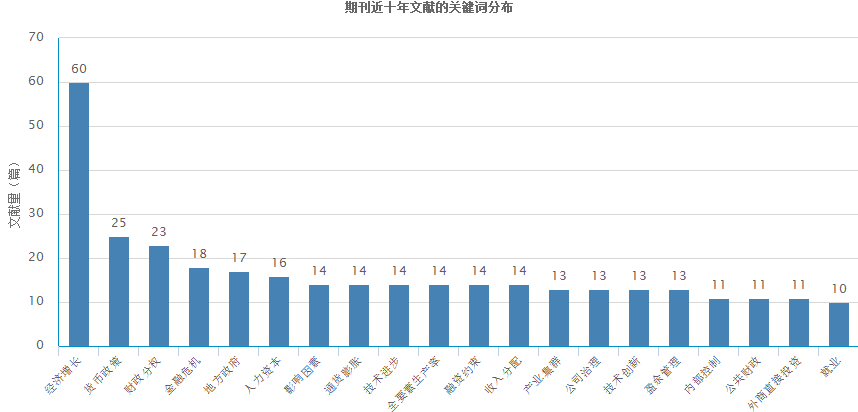 期刊近十年文献的关键词分布
文献量（篇）
70
60
50
40
30
20
10
0
60
25
23
18
17
16
14
14
14
14
14
14
13
13
13
13
11
11
11
10
经济增长
货币政策
财政分权
金融危机
地方政府
人力资本
影响因素
通货膨胀
技术进步
全要素生产率
融资约束
收入分配
产业集群
公司治理
技术创新
盈余管理
内部控制
公共财政
外商直接投资
就业